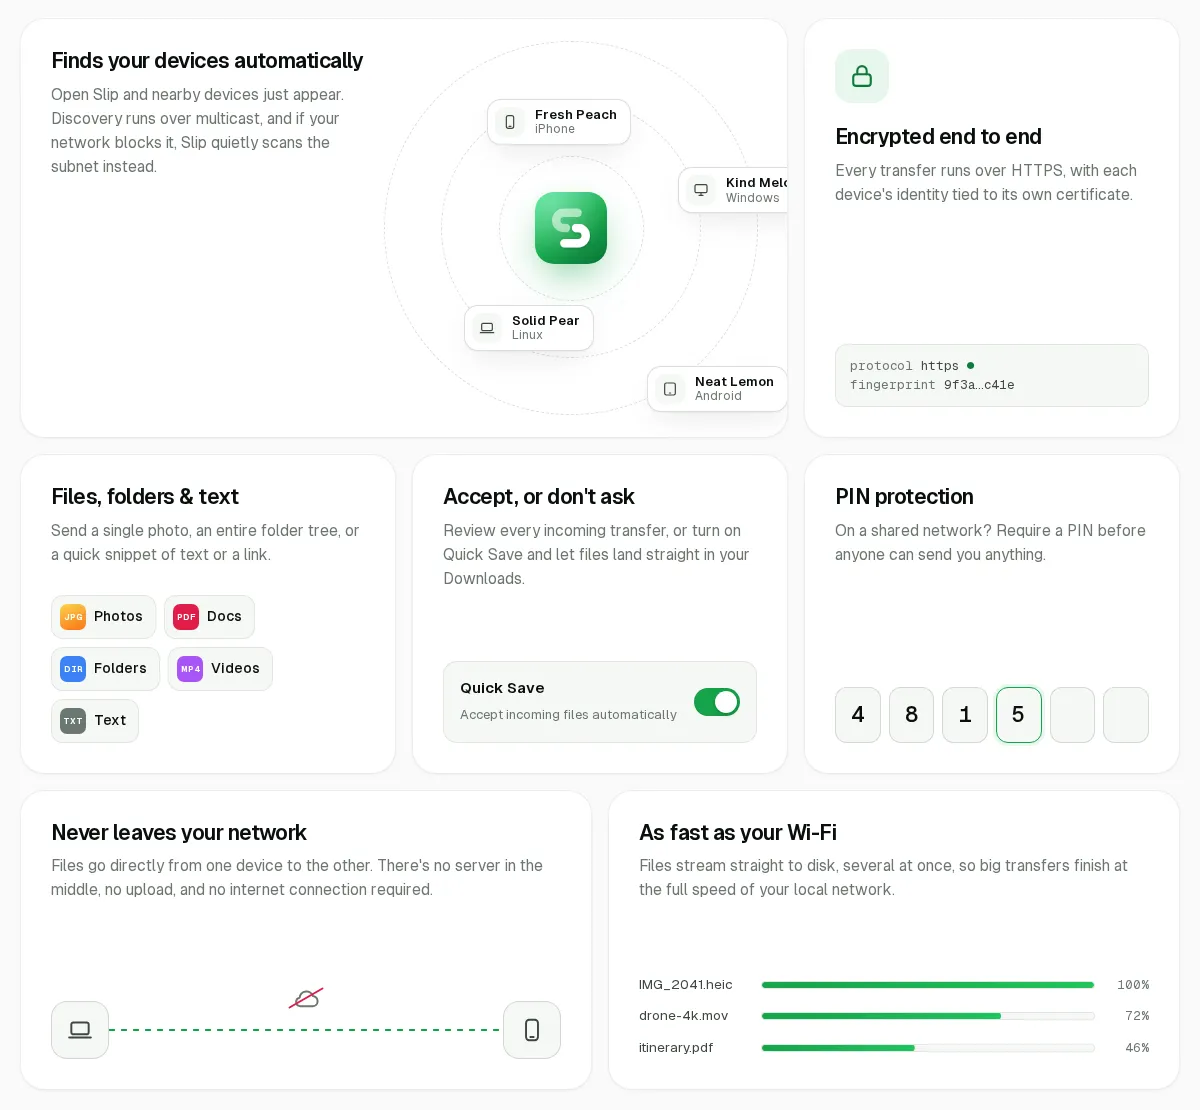 Finds your devices automatically
Open Slip and nearby devices just appear.
Discovery runs over multicast, and if your
network blocks it, Slip quietly scans the
subnet instead.
Fresh Peach
iPhone
Kind Melo
Windows
Solid Pear
Linux
Neat Lemon
Android
Encrypted end to end
Every transfer runs over HTTPS, with each
device's identity tied to its own certificate.
protocol https
fingerprint 9f3a…c41e
Files, folders & text
Send a single photo, an entire folder tree, or
a quick snippet of text or a link.
JPG Photos
PDF Docs
DIR Folders
MP4 Videos
TXT Text
Accept, or don't ask
Review every incoming transfer, or turn on
Quick Save and let files land straight in your
Downloads.
Quick Save
Accept incoming files automatically
PIN protection
On a shared network? Require a PIN before
anyone can send you anything.
4 8 1 5
Never leaves your network
Files go directly from one device to the other. There's no server in the
middle, no upload, and no internet connection required.
As fast as your Wi-Fi
Files stream straight to disk, several at once, so big transfers finish at
the full speed of your local network.
IMG_2041.heic 100%
drone-4k.mov 72%
itinerary.pdf 46%